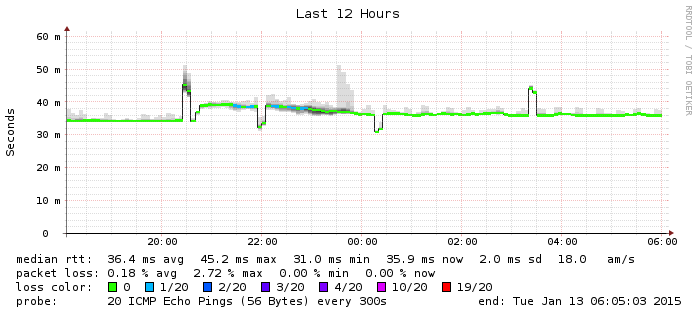 Last 12 Hours
RRDTOOL / TOBI OETIKER
Seconds
60 m
50 m
40 m
30 m
20 m
10 m
0
20:00 22:00 00:00 02:00 04:00 06:00
median rtt: 36.4 ms avg 45.2 ms max 31.0 ms min 35.9 ms now 2.0 ms sd 18.0 am/s
packet loss: 0.18 % avg 2.72 % max 0.00 % min 0.00 % now
loss color: 0 1/20 2/20 3/20 4/20 10/20 19/20
probe: 20 ICMP Echo Pings (56 Bytes) every 300s end: Tue Jan 13 06:05:03 2015